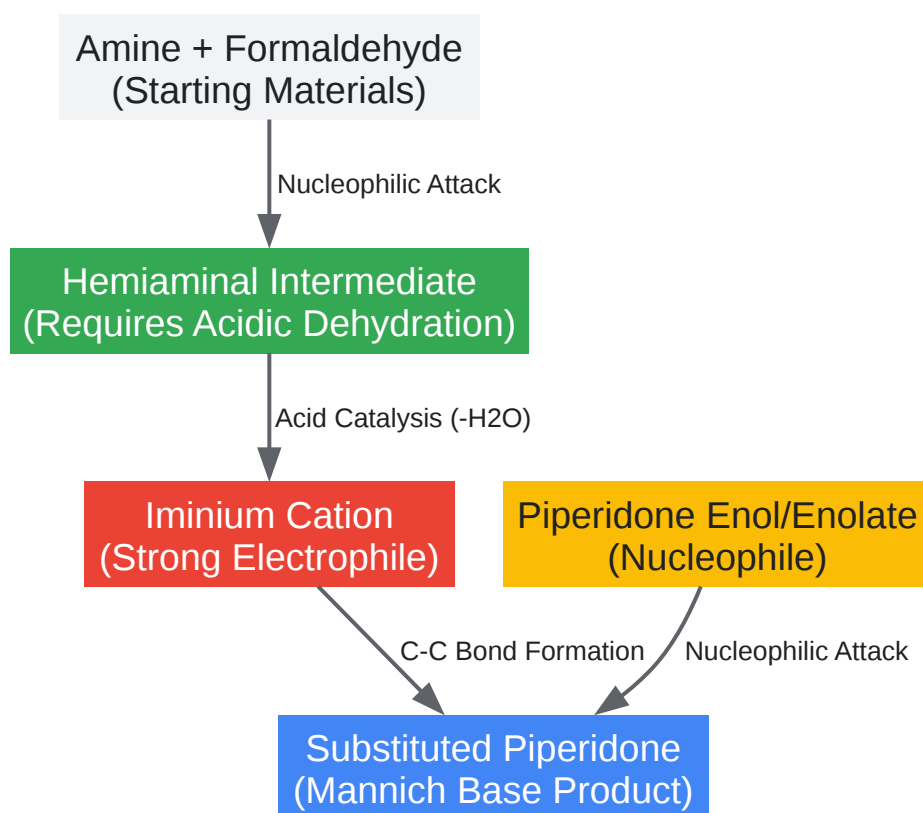 Amine + Formaldehyde
(Starting Materials)
Nucleophilic Attack
Hemiaminal Intermediate
(Requires Acidic Dehydration)
Acid Catalysis (-H2O)
Iminium Cation
(Strong Electrophile)
Piperidone Enol/Enolate
(Nucleophile)
C-C Bond Formation
Nucleophilic Attack
Substituted Piperidone
(Mannich Base Product)